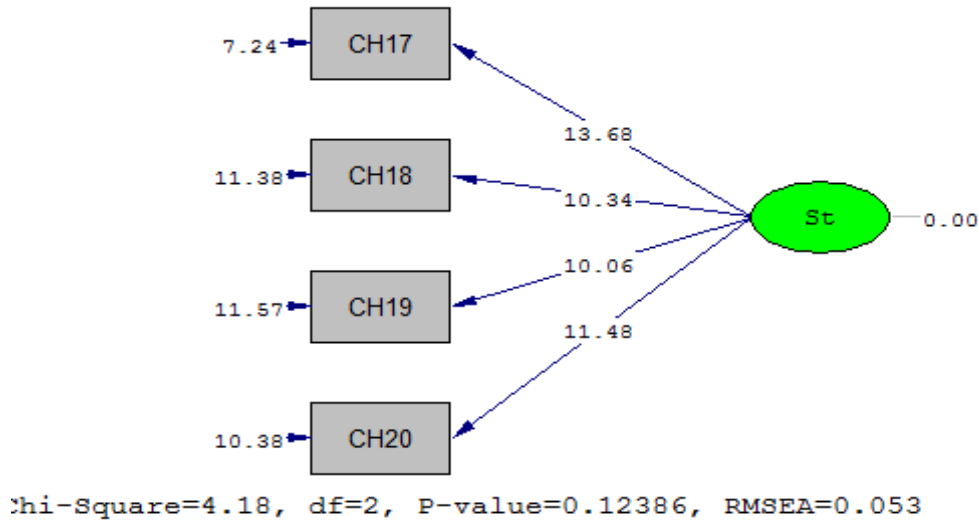 7.24 CH17
13.68
11.38 CH18
10.34
St 0.00
10.06
11.57 CH19
11.48
10.38 CH20
Chi-Square=4.18, df=2, P-value=0.12386, RMSEA=0.053